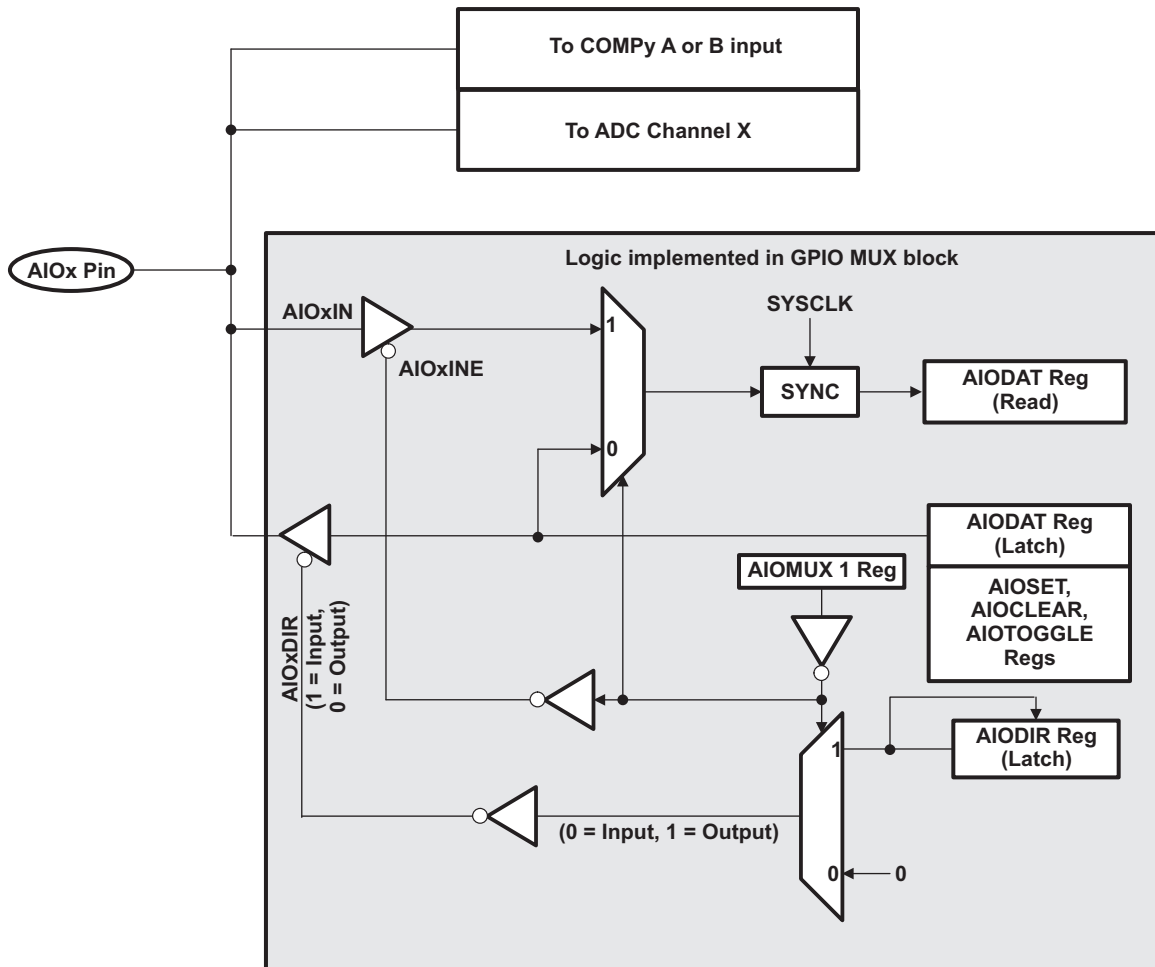 To COMPy A or B input
To ADC Channel X
AIOx Pin
Logic implemented in GPIO MUX block
AIOxIN
AIOxINE
1
0
SYSCLK
SYNC
AIODAT Reg
(Read)
AIODAT Reg
(Latch)
AIOSET,
AIOCLEAR,
AIOTOGGLE
Regs
AIOMUX 1 Reg
AIOxDIR
(1 = Input,
0 = Output)
1
AIODIR Reg
(Latch)
(0 = Input, 1 = Output)
0
0